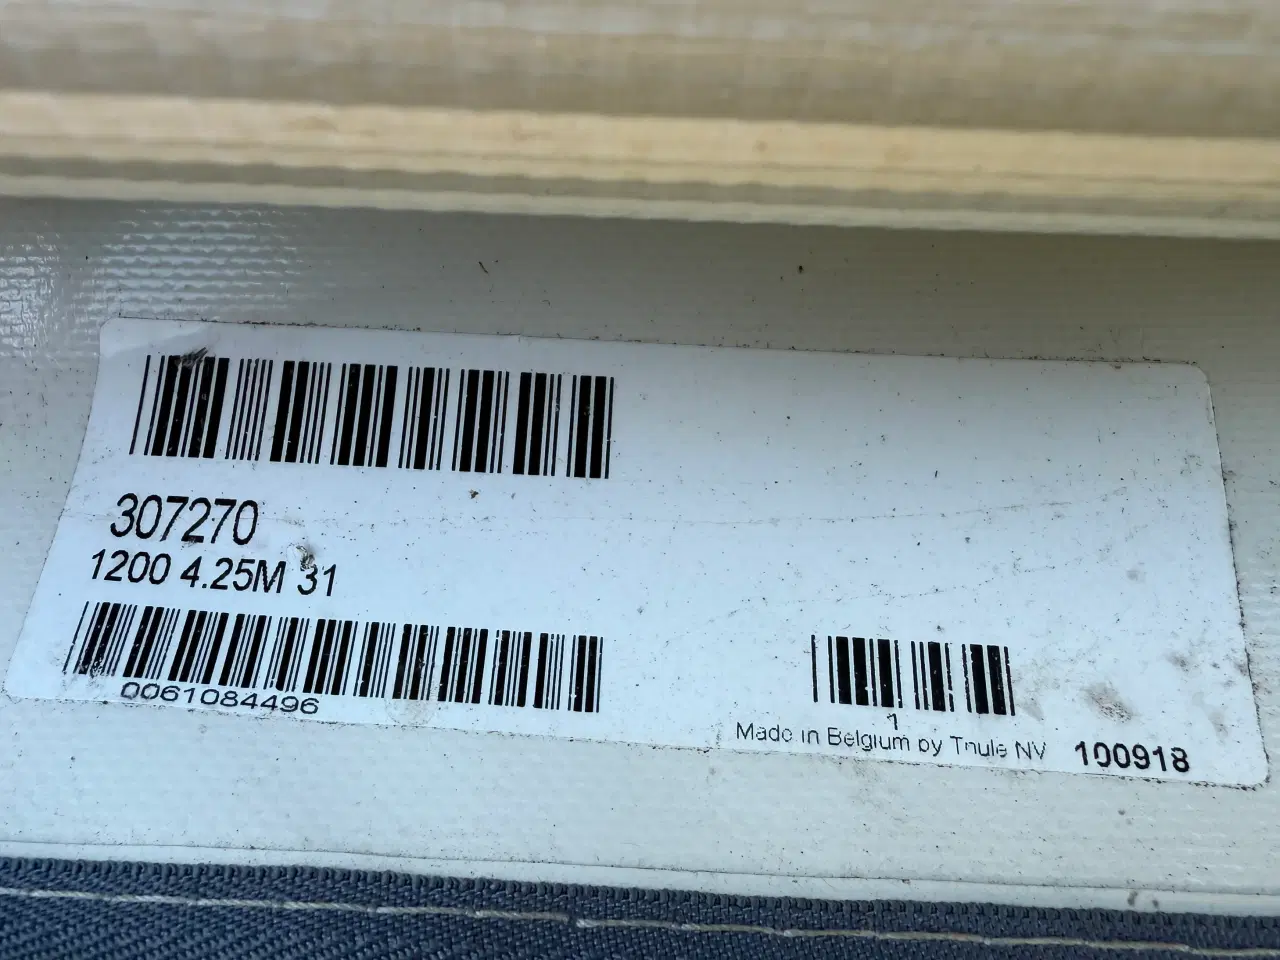 307270
1200 4.25M 31
0061084496
1
Made in Belgium by Thule NV 100918